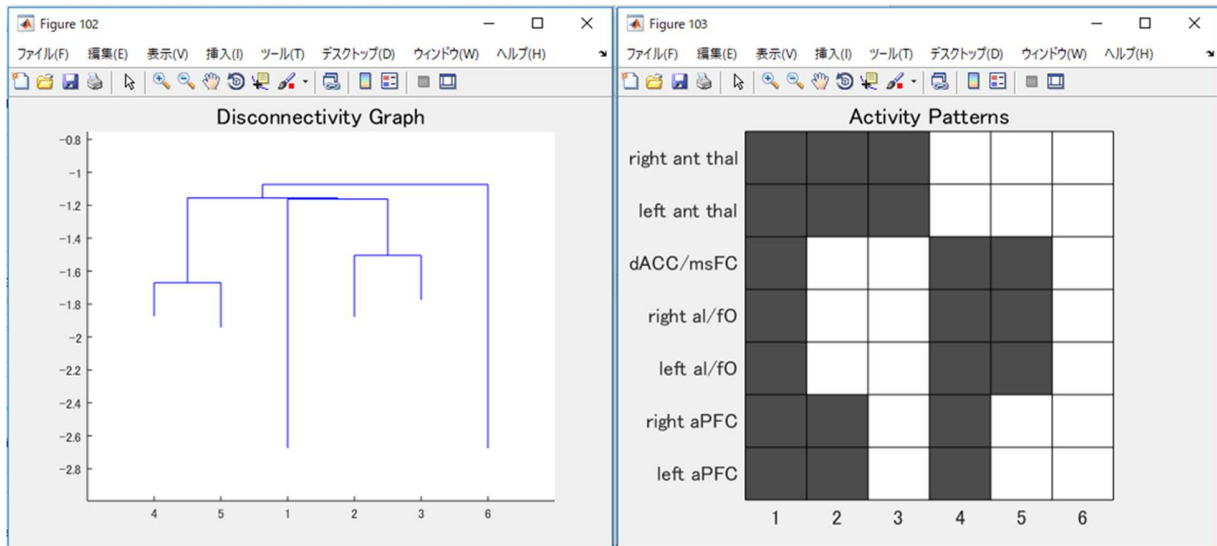 Figure 102
ファイル(F) 編集(E) 表示(V) 挿入(I) ツール(T) デスクトップ(D) ウィンドウ(W) ヘルプ(H)
Disconnectivity Graph
-0.8
-1
-1.2
-1.4
-1.6
-1.8
-2
-2.2
-2.4
-2.6
-2.8
4 5 1 2 3 6
Figure 103
ファイル(F) 編集(E) 表示(V) 挿入(I) ツール(T) デスクトップ(D) ウィンドウ(W) ヘルプ(H)
Activity Patterns
right ant thal
left ant thal
dACC/msFC
right aI/fO
left aI/fO
right aPFC
left aPFC
1 2 3 4 5 6